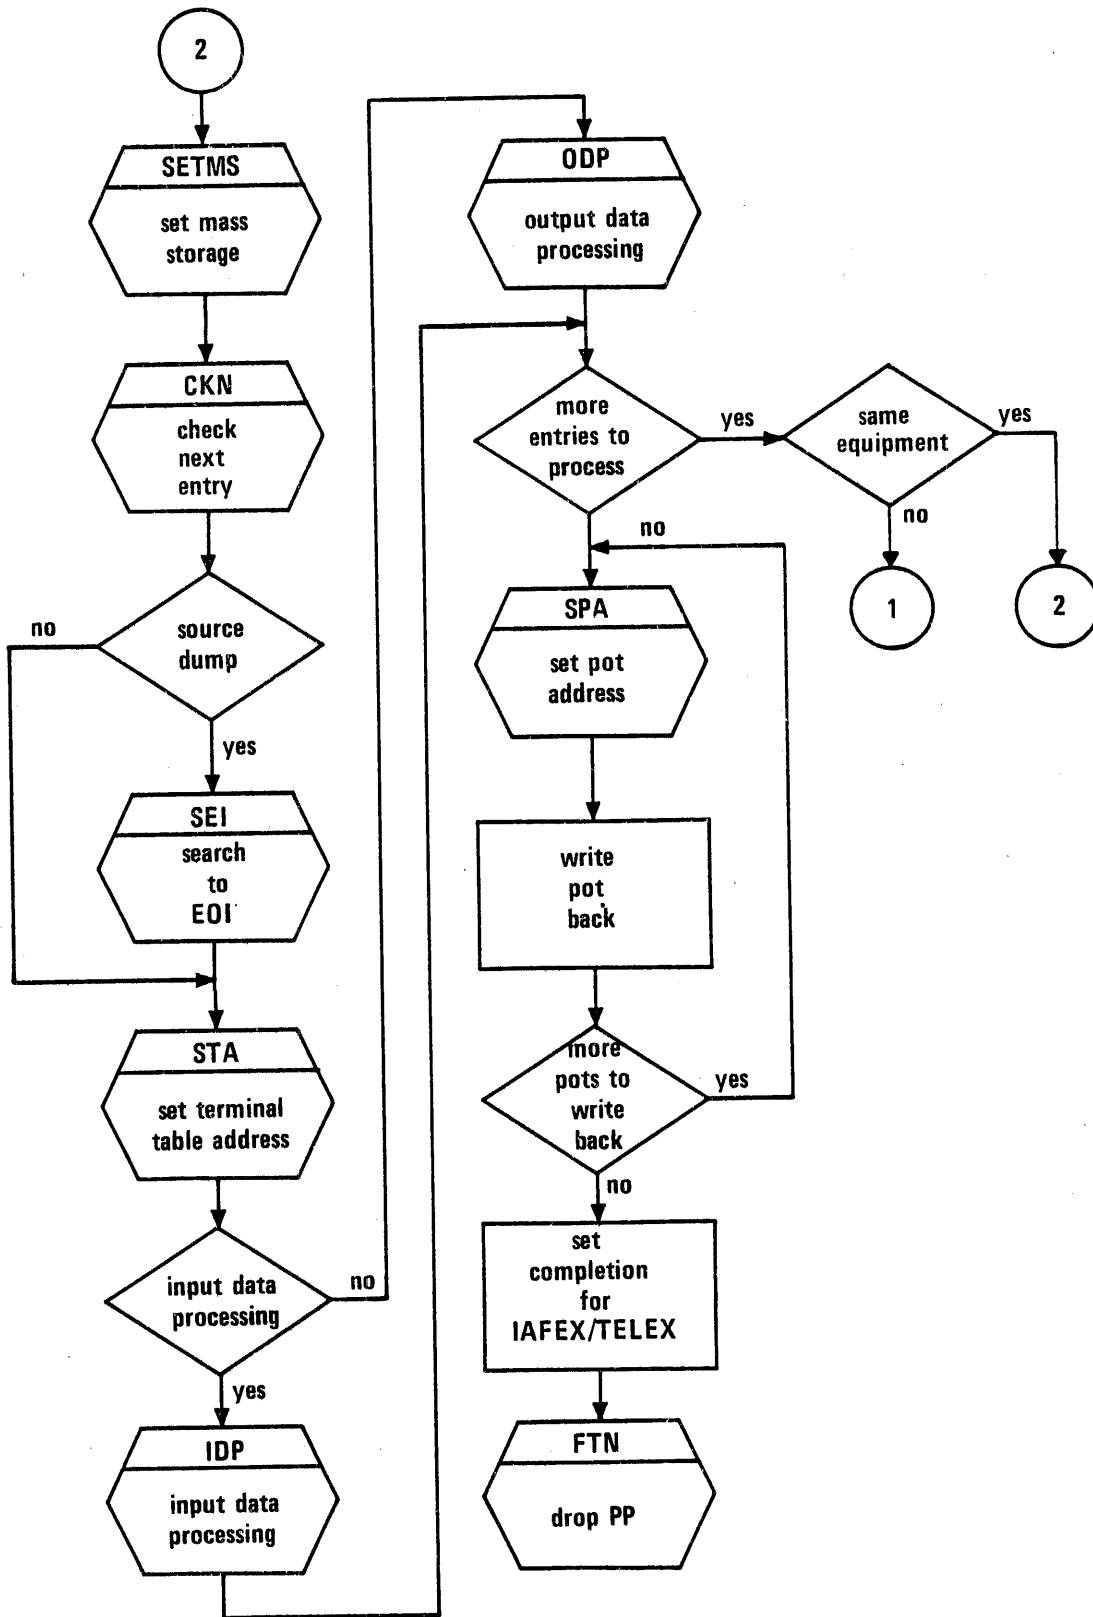 2
SETMS
set mass
storage
CKN
check
next
entry
source
dump
no
yes
SEI
search
to
EOI
STA
set terminal
table address
input data
processing
no
yes
IDP
input data
processing
ODP
output data
processing
more
entries to
process
yes
same
equipment
yes
no
1
2
no
SPA
set pot
address
write
pot
back
more
pots to
write
back
yes
no
set
completion
for
IAFEX/TELEX
FTN
drop PP